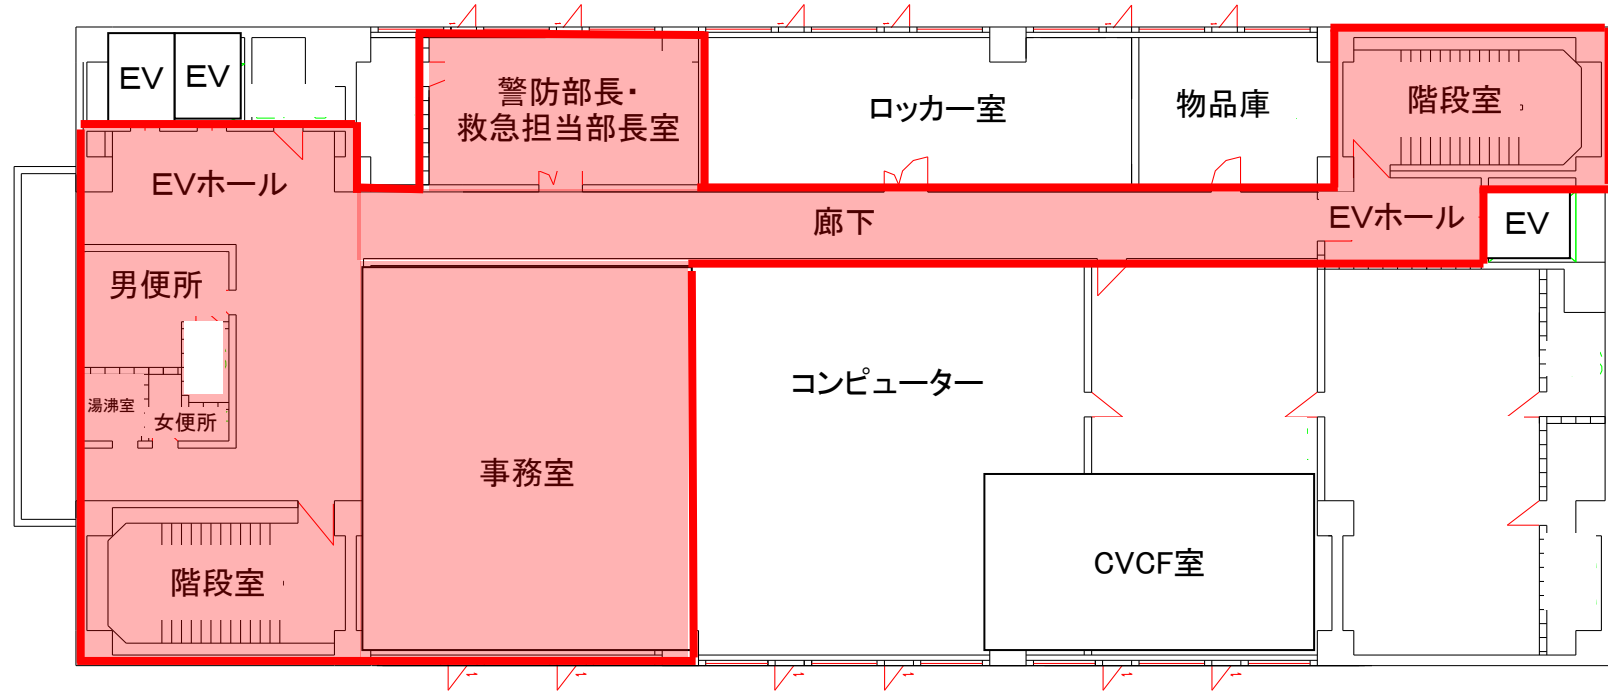 EV
EV
警防部長・
救急担当部長室
ロッカー室
物品庫
階段室
EVホール
廊下
EVホール
EV
男便所
湯沸室
女便所
コンピューター
事務室
CVCF室
階段室